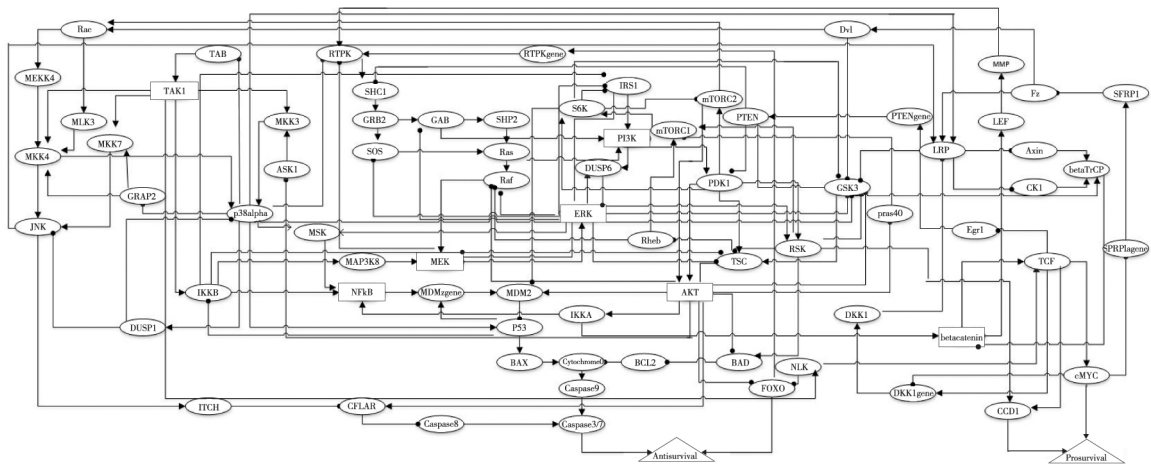 Rac
Dvl
TAB
RTPK
RTPKgene
MMP
MEKK4
TAK1
SHC1
IRS1
Fz
SFRP1
S6K
mTORC2
MLK3
MKK3
GRB2
GAB
SHP2
mTORC1
PTEN
PTENgene
LEF
MKK7
SOS
Ras
PI3K
LRP
Axin
MKK4
ASK1
Raf
DUSP6
PDK1
GSK3
betaTrCP
CK1
GRAP2
p38alpha
ERK
pras40
JNK
MSK
Rheb
RSK
Egr1
SPRPlagene
MAP3K8
MEK
TSC
TCF
IKKB
NFkB
MDMzgene
MDM2
AKT
DUSP1
P53
IKKA
DKK1
betacatenin
BAX
CytochromeC
BCL2
BAD
NLK
Caspase9
FOXO
cMYC
DKK1gene
ITCH
CFLAR
CCD1
Caspase8
Caspase3/7
Antisurvival
Prosurvival